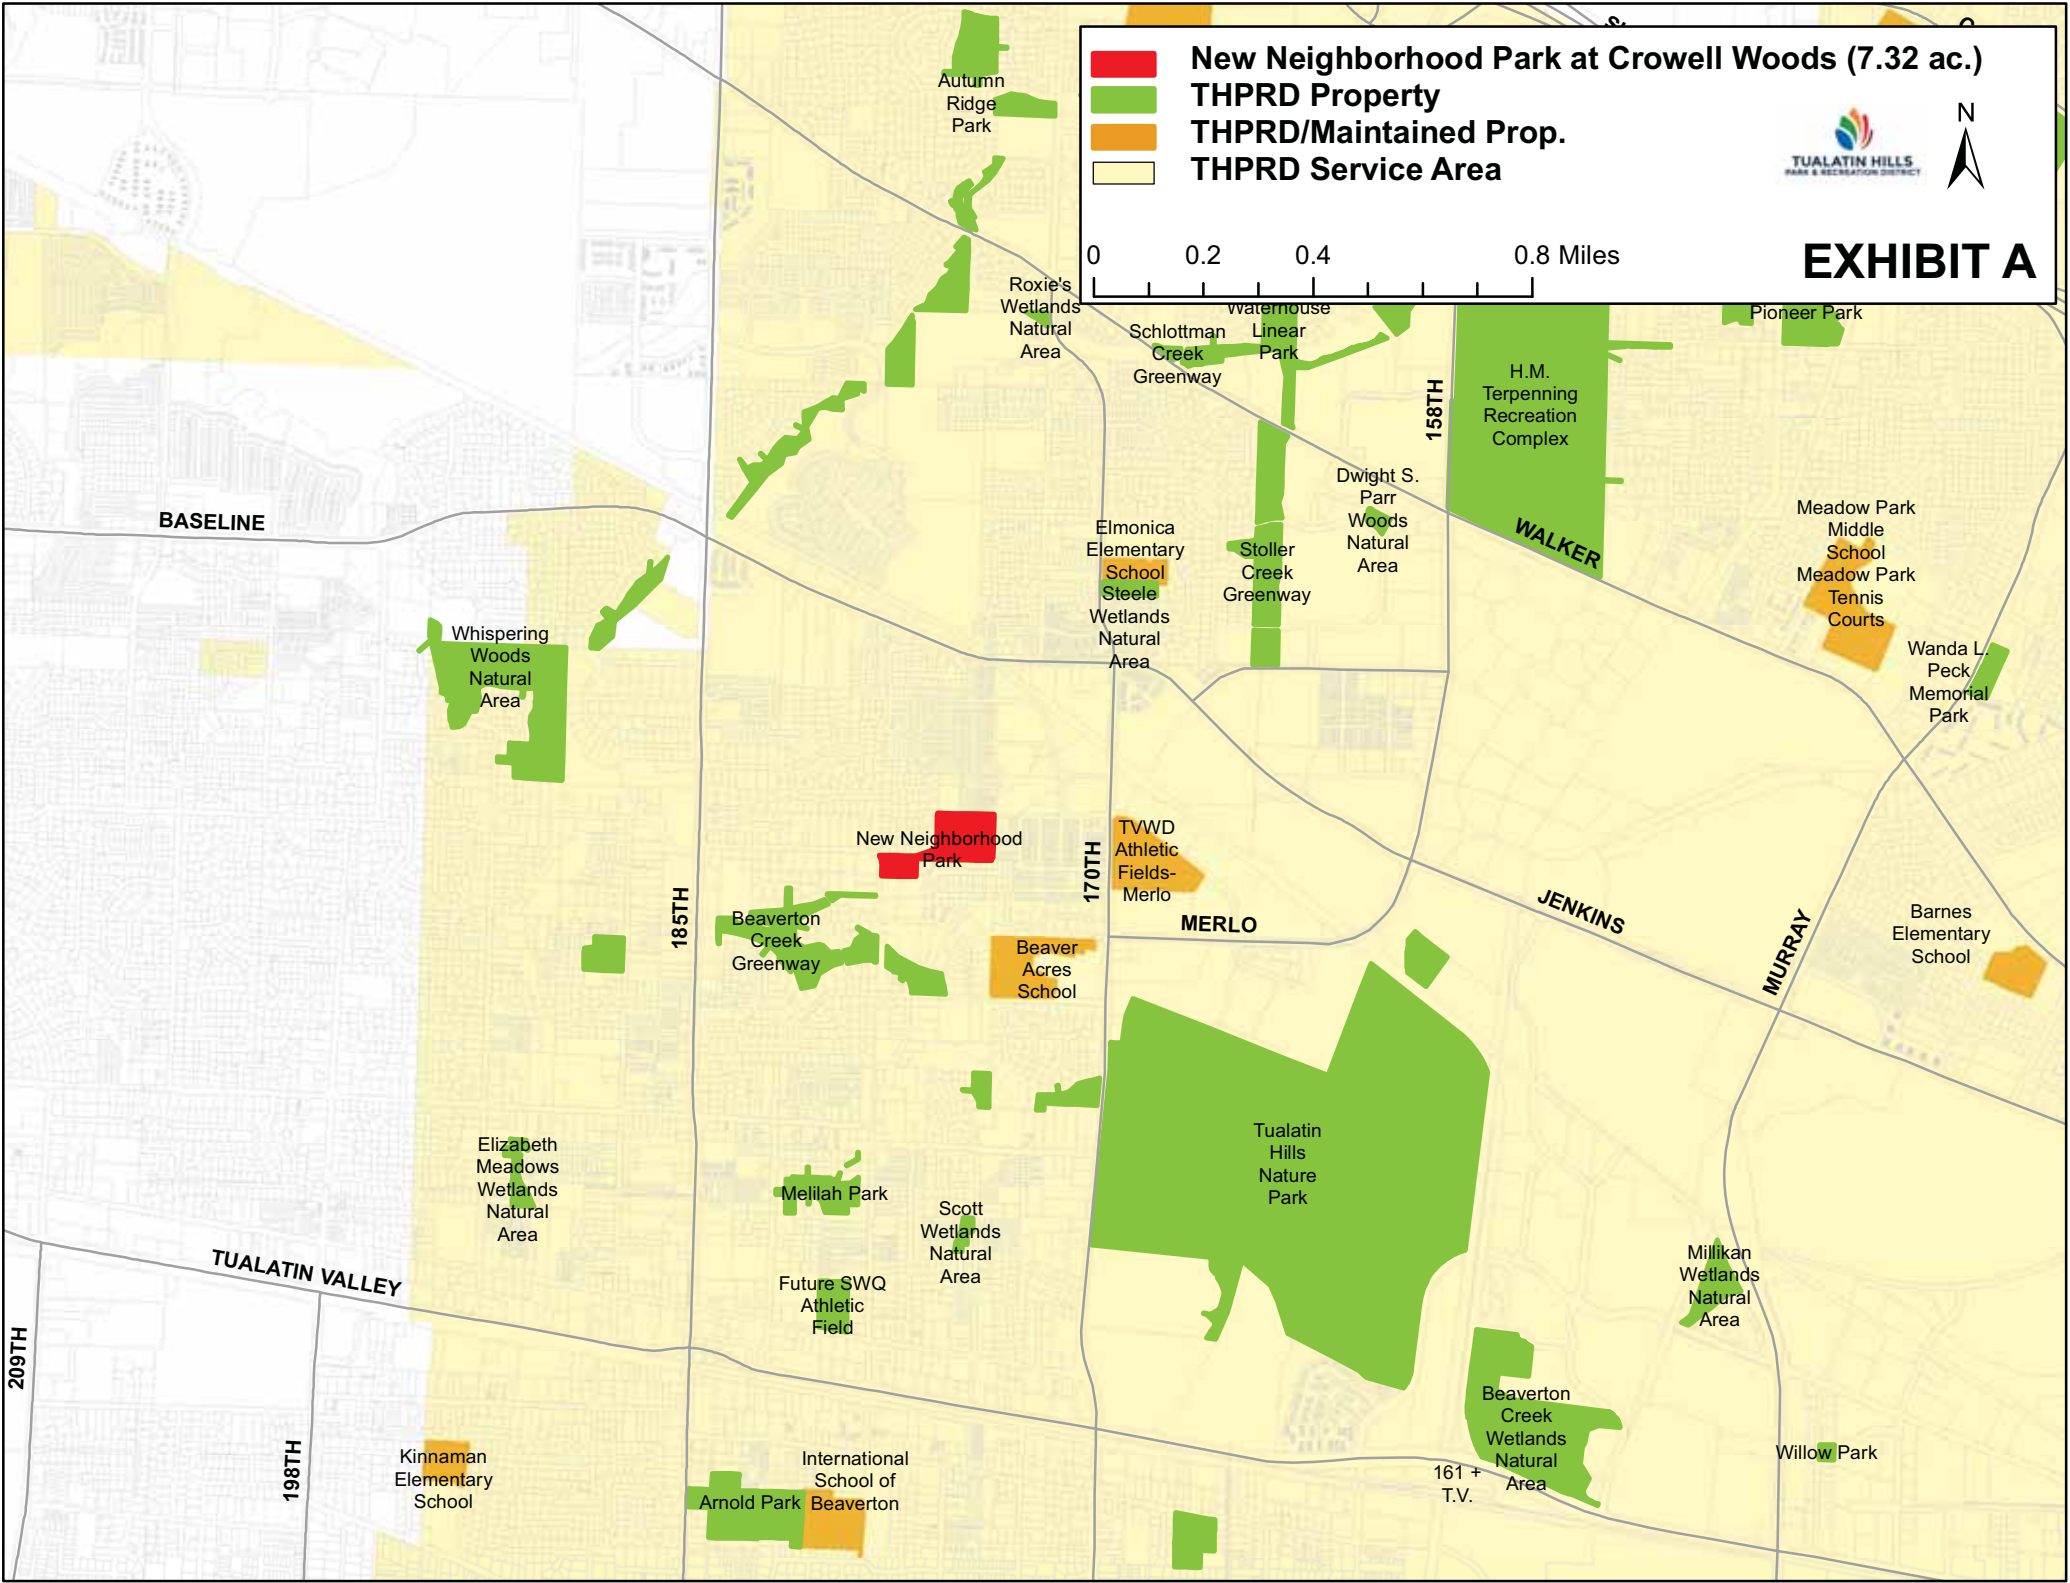 New Neighborhood Park at Crowell Woods (7.32 ac.)
THPRD Property
THPRD/Maintained Prop.
THPRD Service Area
TUALATIN HILLS
PARK & RECREATION DISTRICT
N
0 0.2 0.4 0.8 Miles
EXHIBIT A
Autumn
Ridge
Park
Roxie's
Wetlands
Natural
Area
Schlottman
Creek
Greenway
Waterhouse
Linear
Park
158TH
H.M.
Terpenning
Recreation
Complex
Pioneer Park
BASELINE
Elmonica
Elementary
School
Steele
Wetlands
Natural
Area
Stoller
Creek
Greenway
Dwight S.
Parr
Woods
Natural
Area
WALKER
Meadow Park
Middle
School
Meadow Park
Tennis
Courts
Wanda L.
Peck
Memorial
Park
Whispering
Woods
Natural
Area
New Neighborhood
Park
TVWD
Athletic
Fields-
Merlo
170TH
185TH
MERLO
JENKINS
MURRAY
Barnes
Elementary
School
Beaverton
Creek
Greenway
Beaver
Acres
School
Tualatin
Hills
Nature
Park
Elizabeth
Meadows
Wetlands
Natural
Area
Melilah Park
Scott
Wetlands
Natural
Area
Future SWQ
Athletic
Field
Millikan
Wetlands
Natural
Area
TUALATIN VALLEY
209TH
198TH
Kinnaman
Elementary
School
Arnold Park
International
School of
Beaverton
161 +
T.V.
Beaverton
Creek
Wetlands
Natural
Area
Willow Park